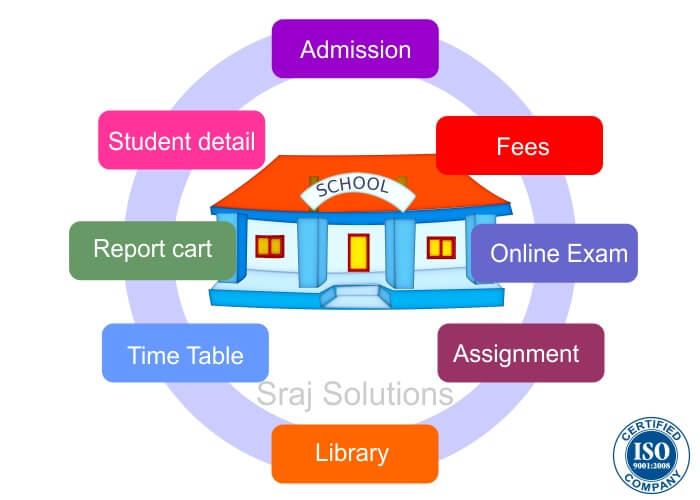 Admission
Student detail
Fees
SCHOOL
Report cart
Online Exam
Time Table
Assignment
Sraj Solutions
Library
CERTIFIED
ISO
9001:2008
COMPANY